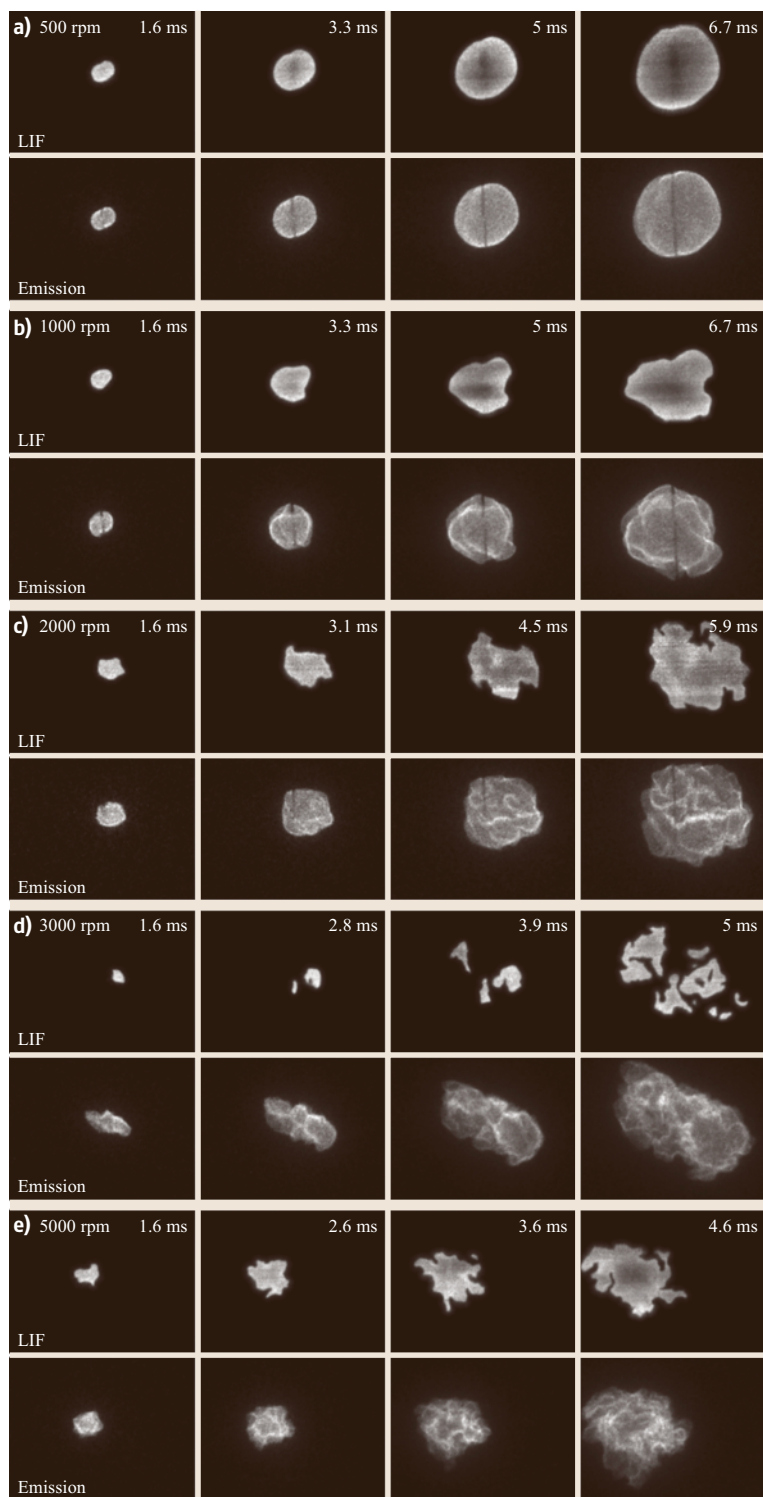 a) 500 rpm 1.6 ms 3.3 ms 5 ms 6.7 ms
LIF
Emission
b) 1000 rpm 1.6 ms 3.3 ms 5 ms 6.7 ms
LIF
Emission
c) 2000 rpm 1.6 ms 3.1 ms 4.5 ms 5.9 ms
LIF
Emission
d) 3000 rpm 1.6 ms 2.8 ms 3.9 ms 5 ms
LIF
Emission
e) 5000 rpm 1.6 ms 2.6 ms 3.6 ms 4.6 ms
LIF
Emission